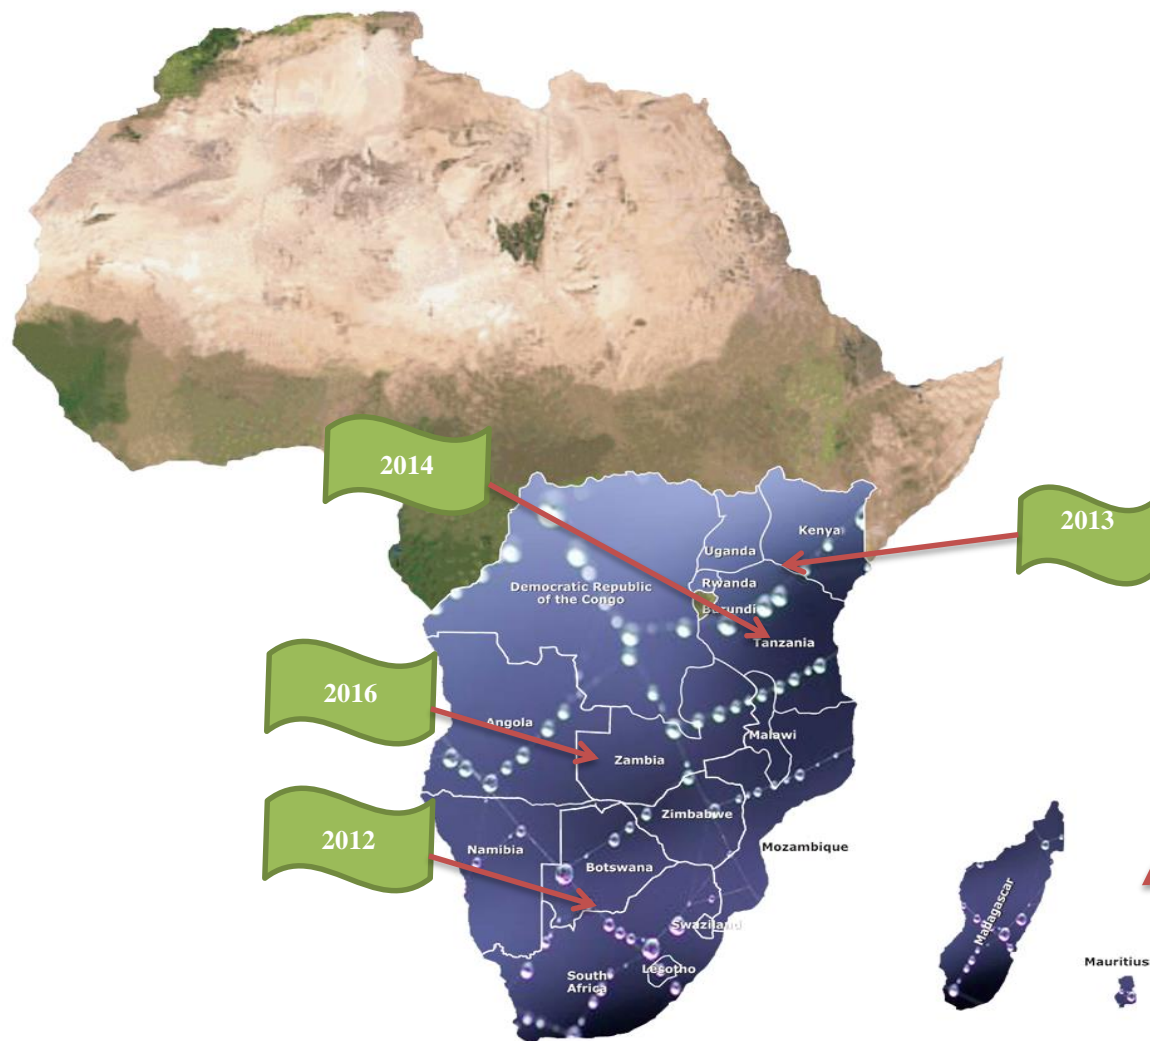 2014
2013
Kenya
Uganda
Rwanda
Democratic Republic
of the Congo
Burundi
Tanzania
2016
Angola
Malawi
Zambia
Zimbabwe
2012
Namibia
Mozambique
Botswana
Madagascar
Swaziland
Mauritius
Lesotho
South
Africa